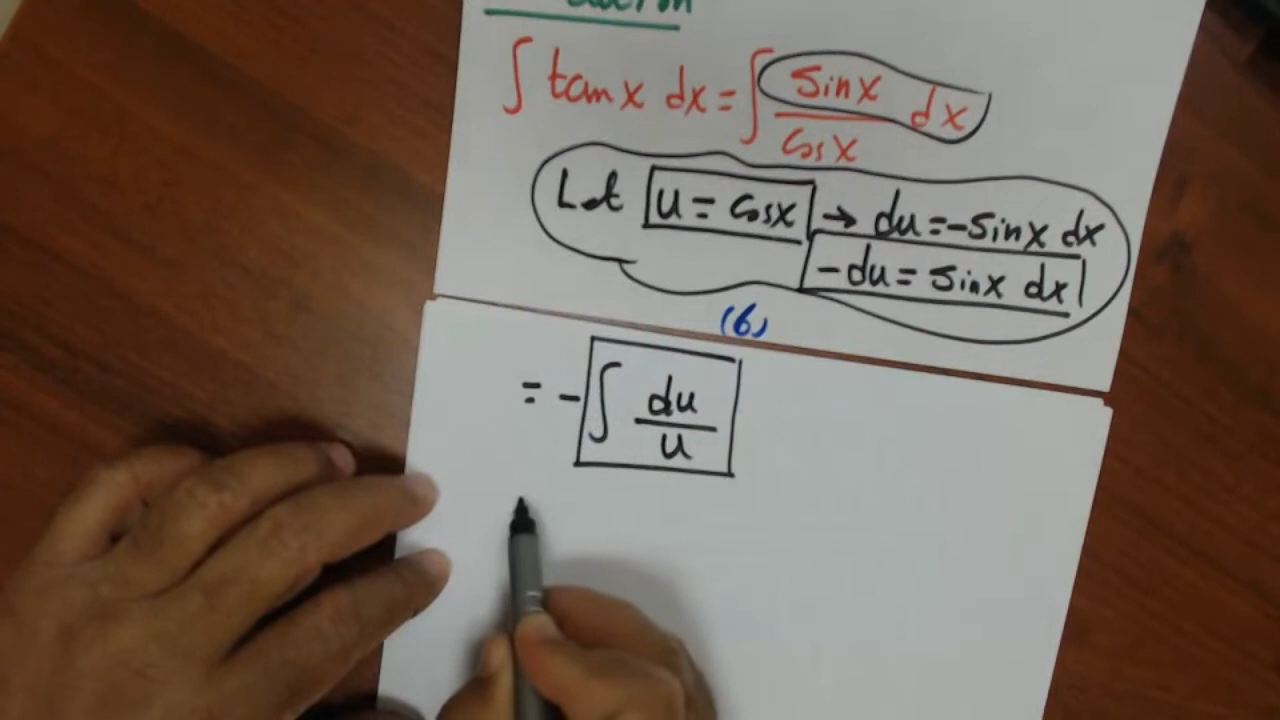 ∫ tan x dx = ∫ sin x / cos x dx
Let u = cos x → du = - sin x dx
- du = sin x dx
(6)
= - ∫ du / u